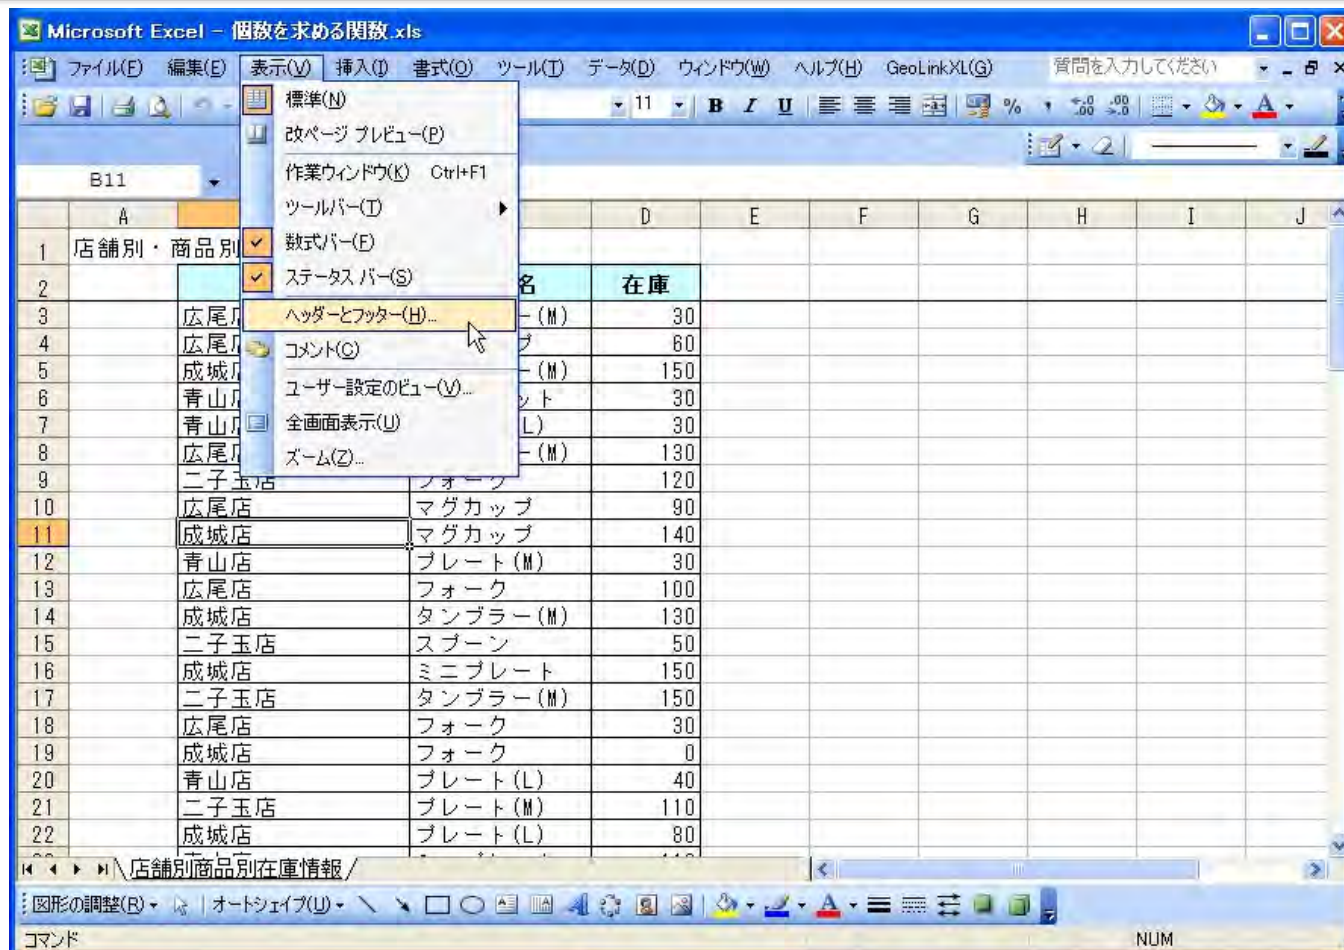 Microsoft Excel - 個数を求める関数.xls
ファイル(F) 編集(E) 表示(V) 挿入(I) 書式(O) ツール(T) データ(D) ウィンドウ(W) ヘルプ(H) GeoLinkXL(G) 質問を入力してください
11 B I U %
標準(N)
改ページ プレビュー(P)
作業ウィンドウ(K) Ctrl+F1
ツールバー(T)
数式バー(F)
ステータス バー(S)
ヘッダーとフッター(H)...
コメント(C)
ユーザー設定のビュー(V)...
全画面表示(U)
ズーム(Z)...
B11
A D E F G H I J
1 店舗別・商品別
2 名 在庫
3 広尾 ー(M) 30
4 広尾 プ 60
5 成城 ー(M) 150
6 青山 ット 30
7 青山 L) 30
8 広尾 ー(M) 130
9 二子玉店 フォーク 120
10 広尾店 マグカップ 90
11 成城店 マグカップ 140
12 青山店 プレート(M) 30
13 広尾店 フォーク 100
14 成城店 タンブラー(M) 130
15 二子玉店 スプーン 50
16 成城店 ミニプレート 150
17 二子玉店 タンブラー(M) 150
18 広尾店 フォーク 30
19 成城店 フォーク 0
20 青山店 プレート(L) 40
21 二子玉店 プレート(M) 110
22 成城店 プレート(L) 80
店舗別商品別在庫情報
図形の調整(R) オートシェイプ(U)
コマンド NUM